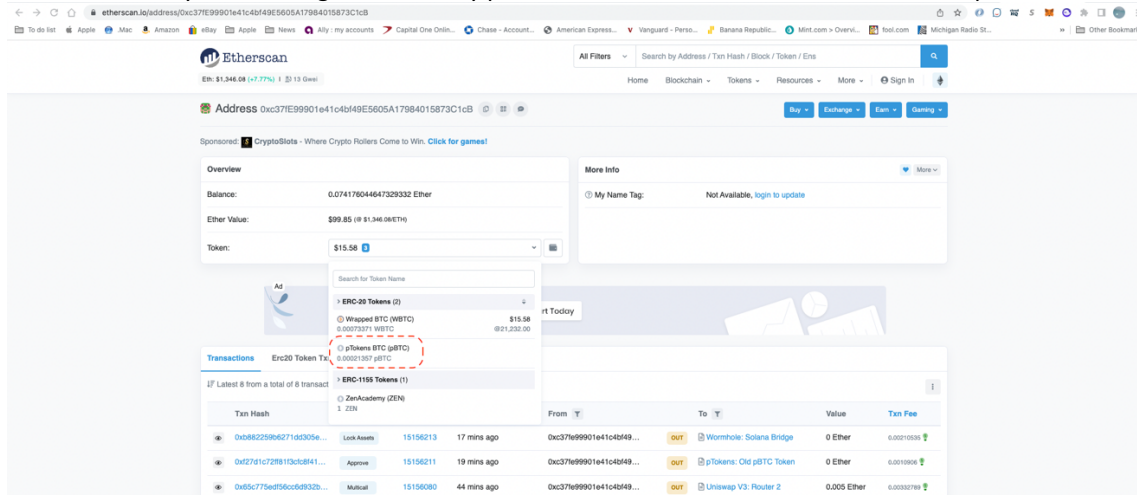 etherscan.io/address/0xc37fE99901e41c4bf49E5605A17984015873C1cB
To do list Apple .Mac Amazon eBay Apple News Ally : my accounts Capital One Onlin... Chase - Account... American Express... Vanguard - Perso... Banana Republic... Mint.com > Overvi... fool.com Michigan Radio St... » Other Bookmar
Etherscan
All Filters Search by Address / Txn Hash / Block / Token / Ens
Eth: $1,346.08 (+7.77%) | 13 Gwei
Home Blockchain Tokens Resources More Sign In
Address 0xc37fE99901e41c4bf49E5605A17984015873C1cB
Buy Exchange Earn Gaming
Sponsored: CryptoSlots - Where Crypto Rollers Come to Win. Click for games!
Overview
More Info
More
Balance: 0.074176044647329332 Ether
My Name Tag: Not Available, login to update
Ether Value: $99.85 (@ $1,346.08/ETH)
Token: $15.58 3
Search for Token Name
Ad
> ERC-20 Tokens (2)
rt Today
Wrapped BTC (WBTC) $15.58
0.00073371 WBTC @21,232.00
pTokens BTC (pBTC)
0.00021357 pBTC
Transactions Erc20 Token Tx
> ERC-1155 Tokens (1)
Latest 8 from a total of 8 transact
ZenAcademy (ZEN)
1 ZEN
Txn Hash From To Value Txn Fee
0xb882259b6271dd305e... Lock Assets 15156213 17 mins ago 0xc37fe99901e41c4bf49... OUT Wormhole: Solana Bridge 0 Ether 0.00210535
0xf27d1c72ff81f3cfc8f41... Approve 15156211 19 mins ago 0xc37fe99901e41c4bf49... OUT pTokens: Old pBTC Token 0 Ether 0.0010906
0x65c775edf56cc6d932b... Multicall 15156080 44 mins ago 0xc37fe99901e41c4bf49... OUT Uniswap V3: Router 2 0.005 Ether 0.00332789